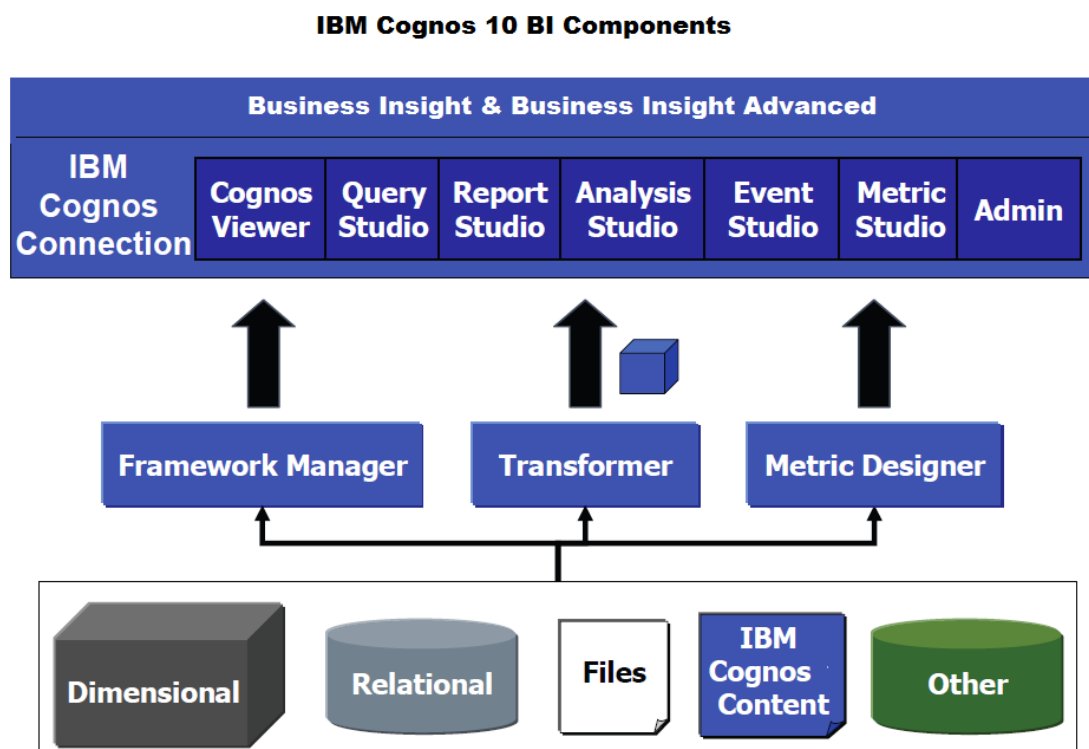 IBM Cognos 10 BI Components
Business Insight & Business Insight Advanced
IBM
Cognos
Connection
Cognos
Viewer
Query
Studio
Report
Studio
Analysis
Studio
Event
Studio
Metric
Studio
Admin
Framework Manager
Transformer
Metric Designer
Dimensional
Relational
Files
IBM
Cognos
Content
Other